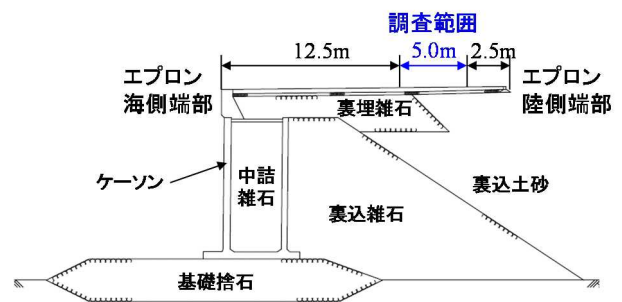 調査範囲
12.5m
5.0m
2.5m
エプロン
海側端部
エプロン
陸側端部
裏埋雑石
ケーソン
中詰
雑石
裏込雑石
裏込土砂
基礎捨石